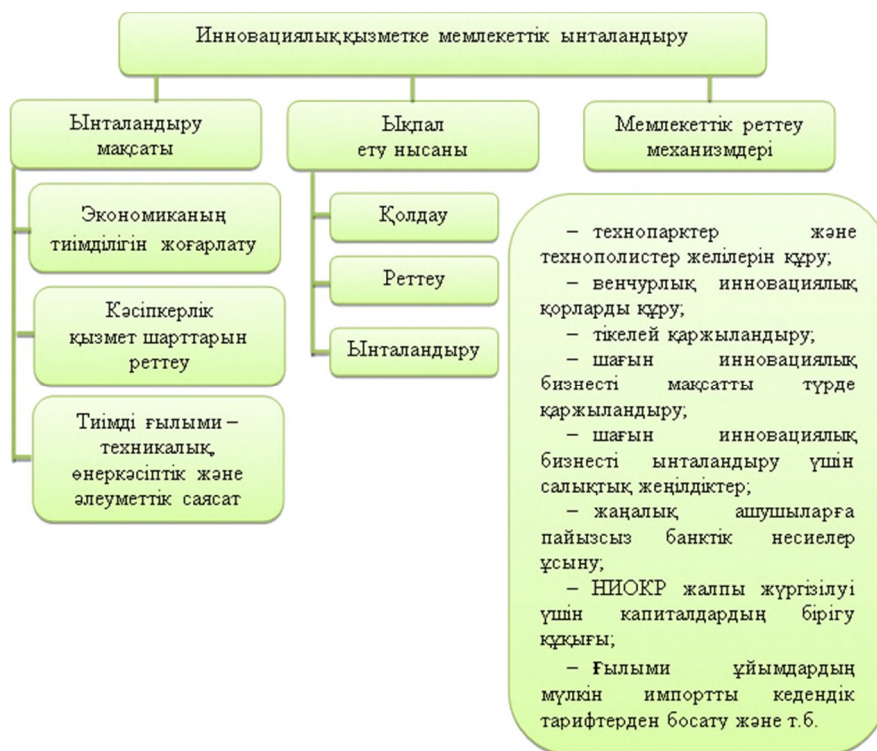 Инновациялық қызметке мемлекеттік ынталандыру
Ынталандыру
мақсаты
Экономиканың
тиімділігін жоғарлату
Кәсіпкерлік
қызмет шарттарын
реттеу
Тиімді ғылыми –
техникалық,
өнеркәсіптік және
әлеуметтік саясат
Ықпал
ету нысаны
Қолдау
Реттеу
Ынталандыру
Мемлекеттік реттеу
механизмдері
– технопарктер және
технополистер желілерін құру;
– венчурлық инновациялық
қорларды құру;
– тікелей қаржыландыру;
– шағын инновациялық
бизнесті мақсатты түрде
қаржыландыру;
– шағын инновациялық
бизнесті ынталандыру үшін
салықтық жеңілдіктер;
– жаңалық ашушыларға
пайызсыз банктік несиелер
ұсыну;
– НИОКР жалпы жүргізілуі
үшін капиталдардың бірігу
құқығы;
– Ғылыми ұйымдардың
мүлкін импортты кедендік
тарифтерден босату және т.б.